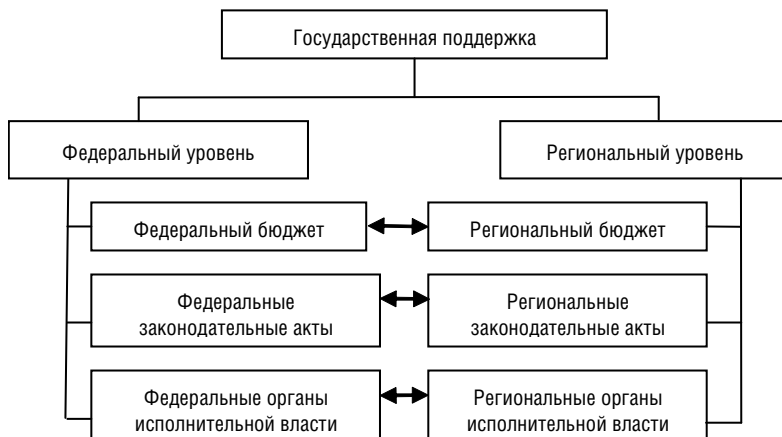 Государственная поддержка
Федеральный уровень
Региональный уровень
Федеральный бюджет
Региональный бюджет
Федеральные
законодательные акты
Региональные
законодательные акты
Федеральные органы
исполнительной власти
Региональные органы
исполнительной власти